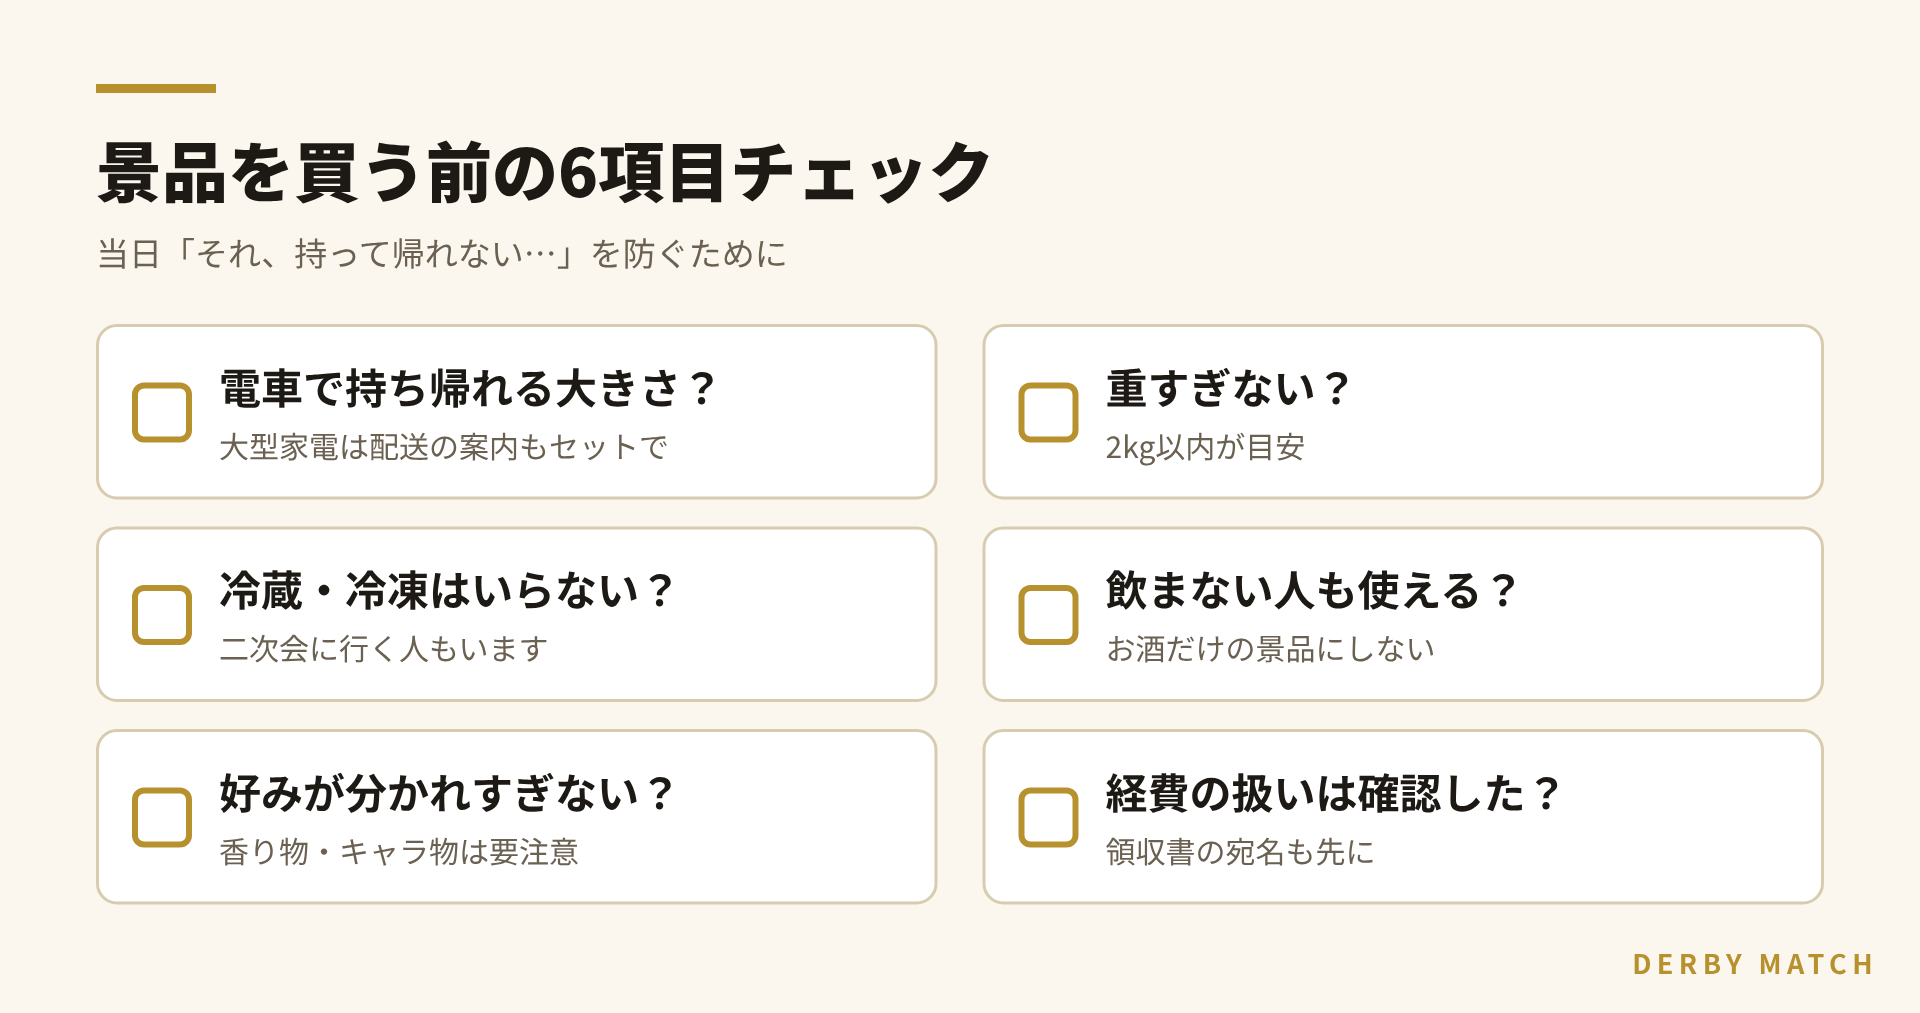 景品を買う前の6項目チェック
当日「それ、持って帰れない…」を防ぐために
電車で持ち帰れる大きさ？
大型家電は配送の案内もセットで
重すぎない？
2kg以内が目安
冷蔵・冷凍はいらない？
二次会に行く人もいます
飲まない人も使える？
お酒だけの景品にしない
好みが分かれすぎない？
香り物・キャラ物は要注意
経費の扱いは確認した？
領収書の宛名も先に
DERBY MATCH